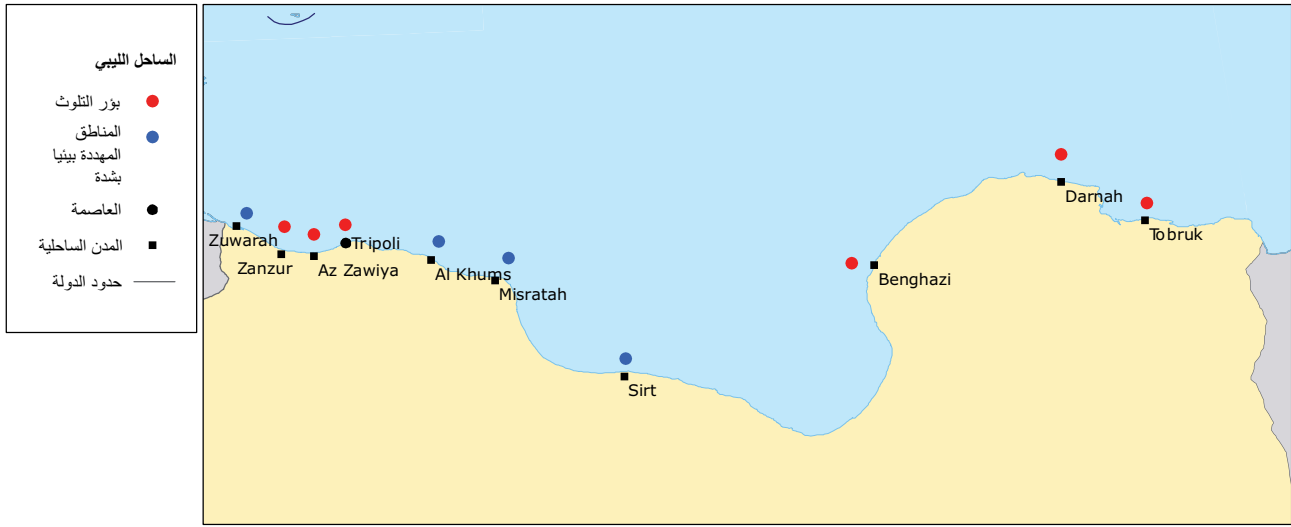 الساحل الليبي
بؤر التلوث
المناطق
المهددة بيئيا
بشدة
العاصمة
المدن الساحلية
حدود الدولة
Zuwarah
Zanzur
Az Zawiya
Tripoli
Al Khums
Misratah
Sirt
Benghazi
Darnah
Tobruk